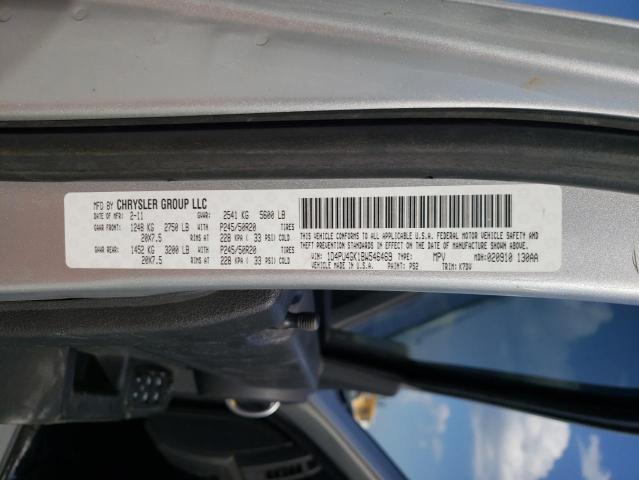 MFD BY CHRYSLER GROUP LLC
DATE OF MFR: 2-11 GVWR: 2541 KG 5600 LB
GAWR FRONT: 1248 KG 2750 LB WITH P245/50R20 TIRES
20X7.5 RIMS AT 228 KPA ( 33 PSI) COLD
GAWR REAR: 1452 KG 3200 LB WITH P245/50R20 TIRES
20X7.5 RIMS AT 228 KPA ( 33 PSI) COLD
THIS VEHICLE CONFORMS TO ALL APPLICABLE U.S.A. FEDERAL MOTOR VEHICLE SAFETY AND
THEFT PREVENTION STANDARDS IN EFFECT ON THE DATE OF MANUFACTURE SHOWN ABOVE.
VIN: 1D4PV4GK1BW546469 TYPE: MPV MDH: 020910 130AA
VEHICLE MADE IN U.S.A. PAINT: PS2 TRIM: K7DV